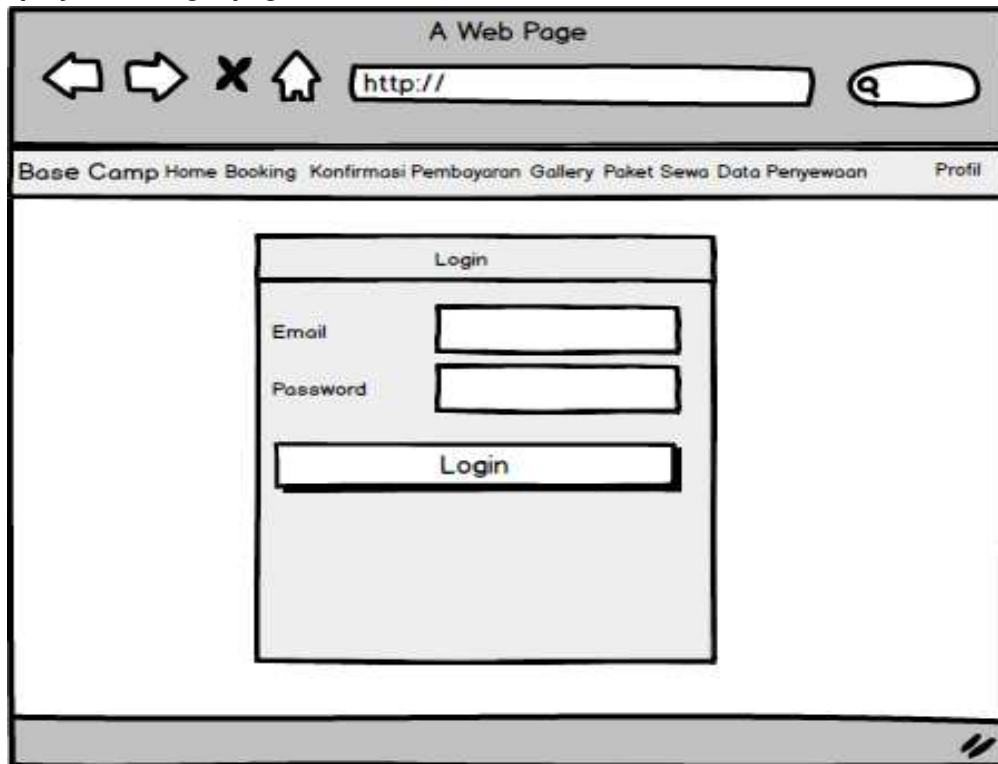 A Web Page
http://
Base Camp Home Booking Konfirmasi Pembayaran Gallery Paket Sewa Data Penyewaan Profil
Login
Email
Password
Login